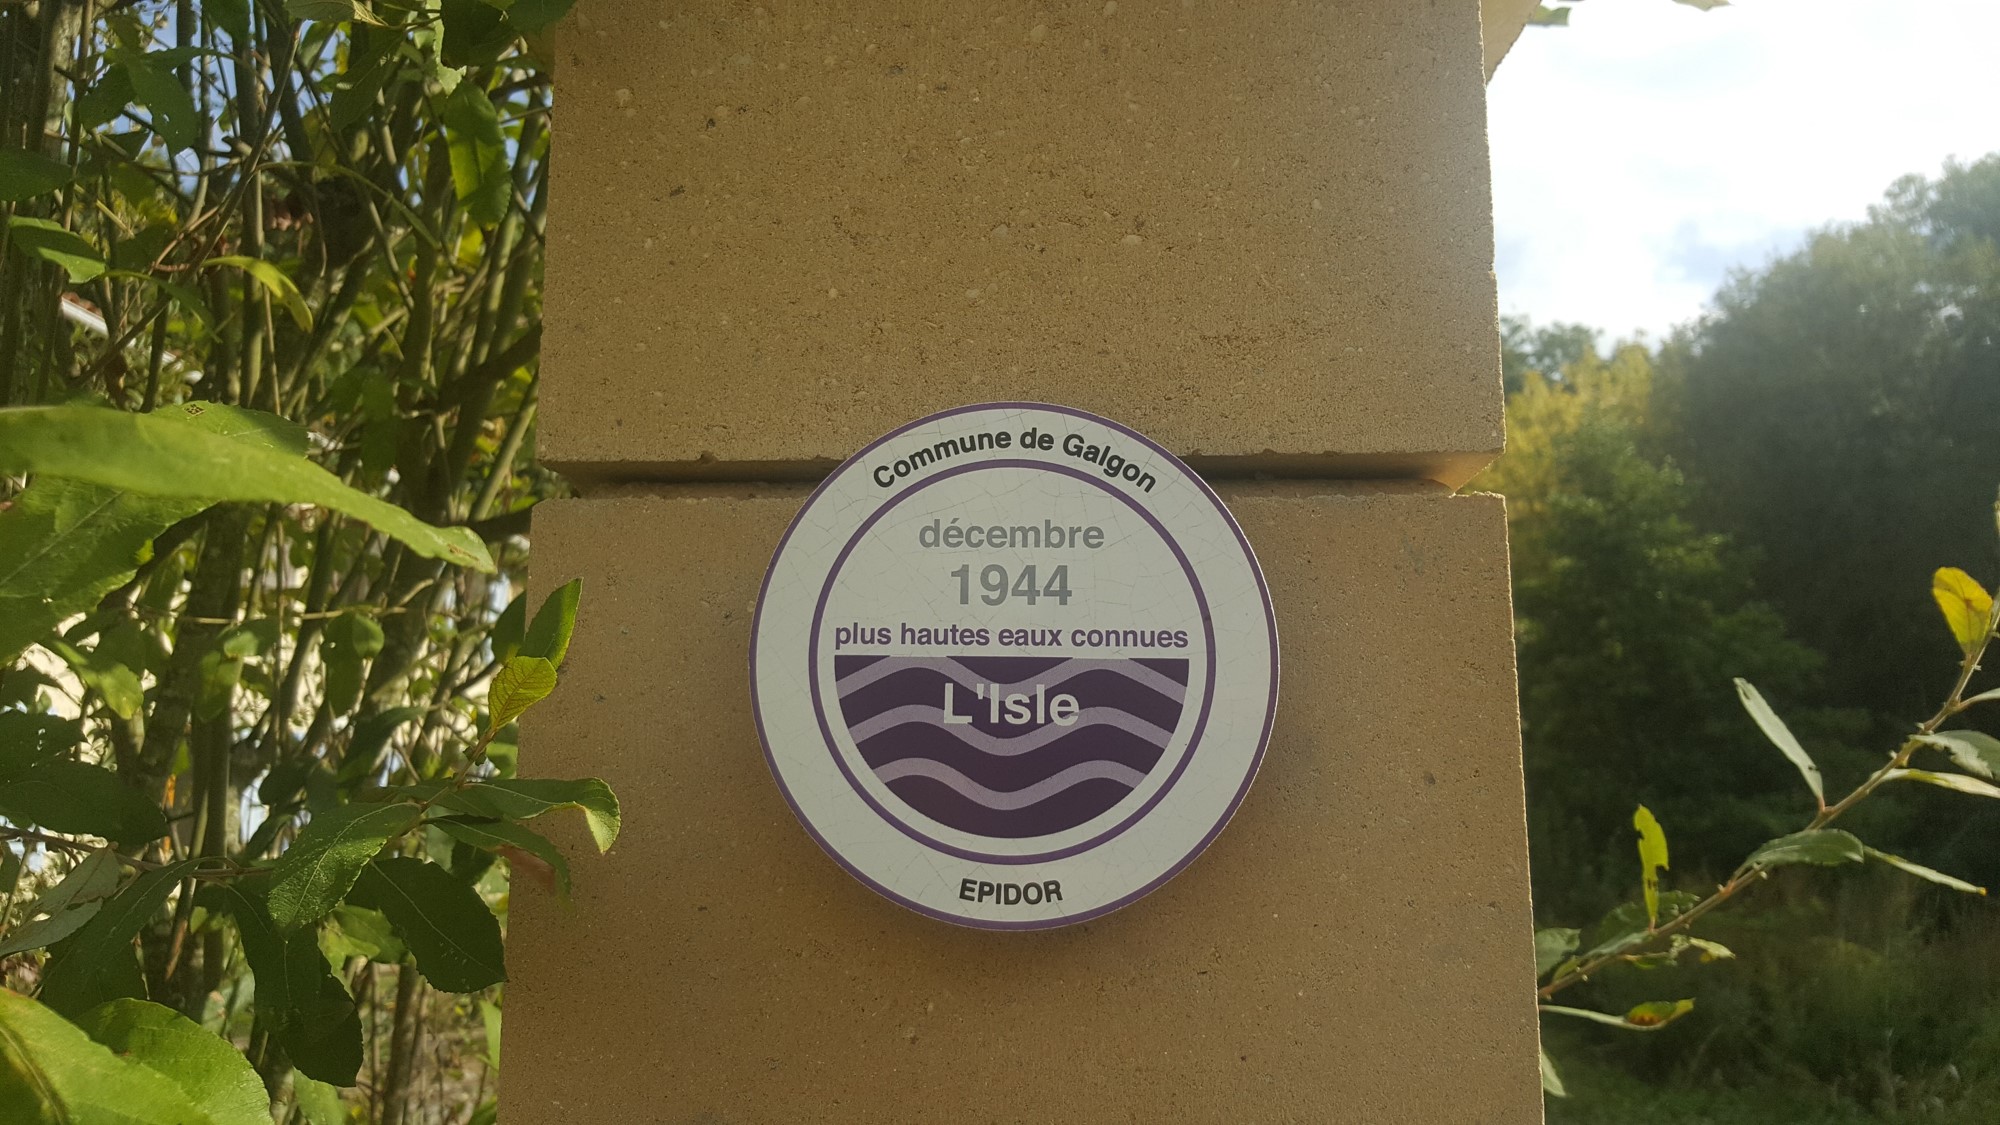 Commune de Galgon
décembre
1944
plus hautes eaux connues
L'Isle
EPIDOR